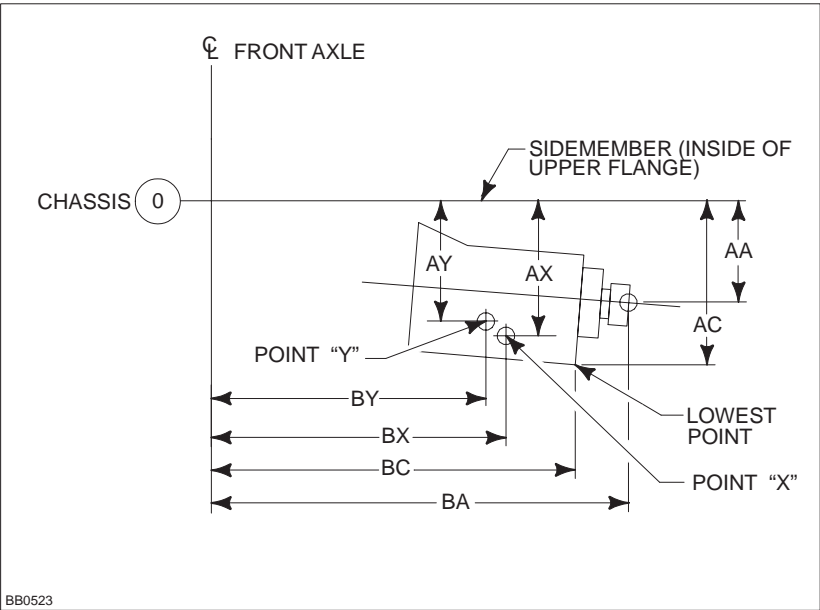 ℄ FRONT AXLE
SIDEMEMBER (INSIDE OF
UPPER FLANGE)
CHASSIS 0
AY
AX
AA
AC
POINT “Y”
BY
LOWEST
POINT
BX
BC
POINT “X”
BA
BB0523